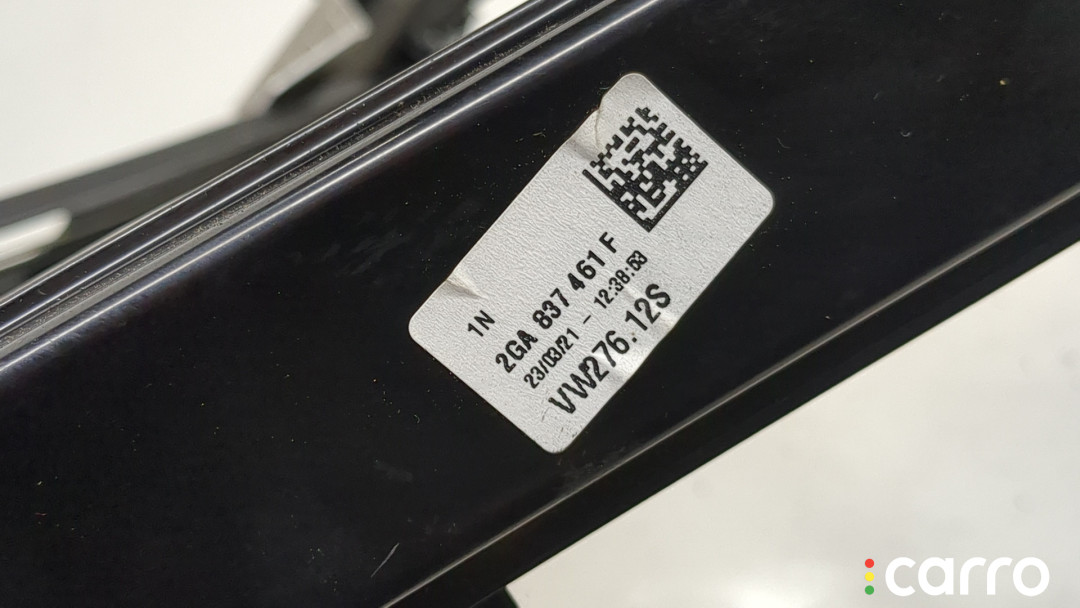 1N
2GA 837 461 F
23/03/21 - 12:38:53
VW276.12S
carro